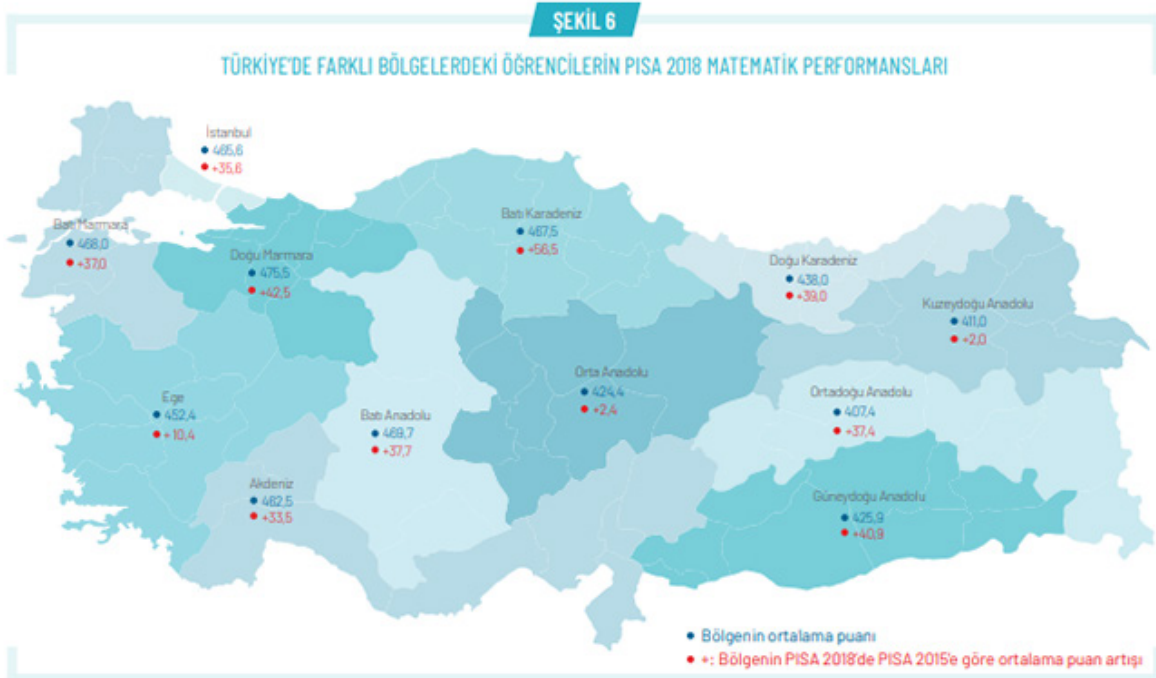 ŞEKİL 6
TÜRKİYE'DE FARKLI BÖLGELERDEKİ ÖĞRENCİLERİN PISA 2018 MATEMATİK PERFORMANSLARI
İstanbul
465,6
+35,6
Batı Marmara
468,0
+37,0
Doğu Marmara
475,5
+42,5
Batı Karadeniz
467,5
+56,5
Doğu Karadeniz
438,0
+39,0
Kuzeydoğu Anadolu
411,0
+2,0
Ege
452,4
+10,4
Batı Anadolu
469,7
+37,7
Orta Anadolu
424,4
+2,4
Ortadoğu Anadolu
407,4
+37,4
Akdeniz
462,5
+33,5
Güneydoğu Anadolu
425,9
+40,9
Bölgenin ortalama puanı
+: Bölgenin PISA 2018'de PISA 2015'e göre ortalama puan artışı